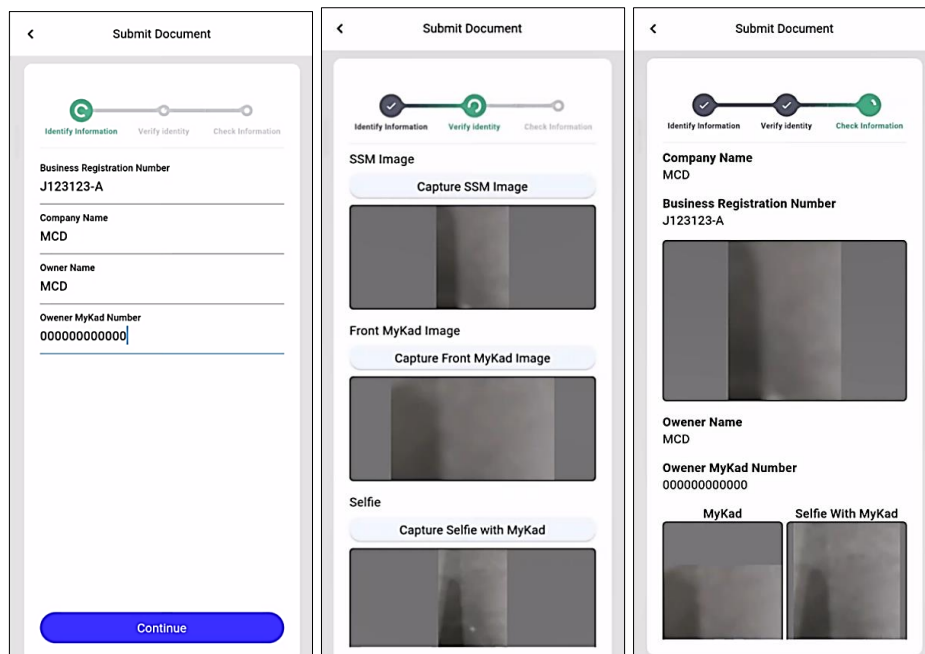 Submit Document
Identify Information
Verify identity
Check Information
Business Registration Number
J123123-A
Company Name
MCD
Owner Name
MCD
Owener MyKad Number
000000000000
Continue
Submit Document
Identify Information
Verify identity
Check Information
SSM Image
Capture SSM Image
Front MyKad Image
Capture Front MyKad Image
Selfie
Capture Selfie with MyKad
Submit Document
Identify Information
Verify identity
Check Information
Company Name
MCD
Business Registration Number
J123123-A
Owener Name
MCD
Owener MyKad Number
000000000000
MyKad
Selfie With MyKad